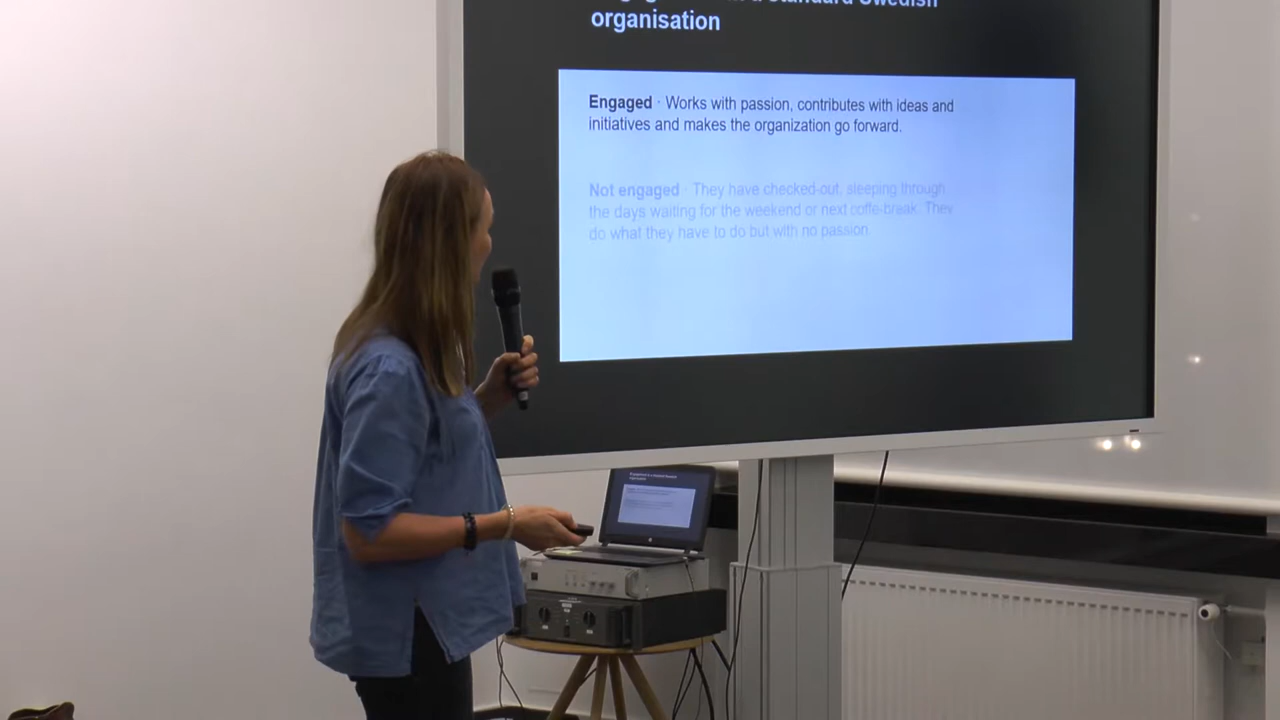 a standard Swedish
organisation
Engaged · Works with passion, contributes with ideas and
initiatives and makes the organization go forward.
Not engaged · They have checked-out, sleeping through
the days waiting for the weekend or next coffe-break. They
do what they have to do but with no passion